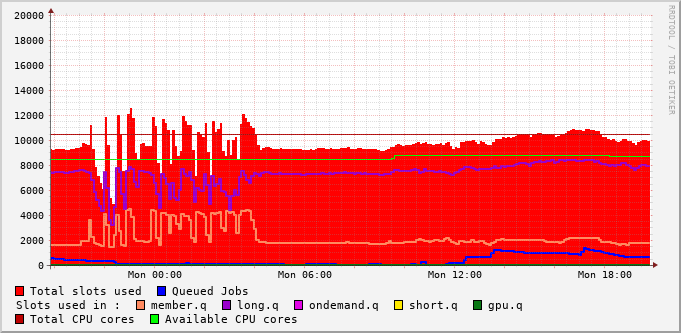 20000
18000
16000
14000
12000
10000
8000
6000
4000
2000
0
Mon 00:00 Mon 06:00 Mon 12:00 Mon 18:00
RRDTOOL / TOBI OETIKER
Total slots used Queued Jobs
Slots used in : member.q long.q ondemand.q short.q gpu.q
Total CPU cores Available CPU cores